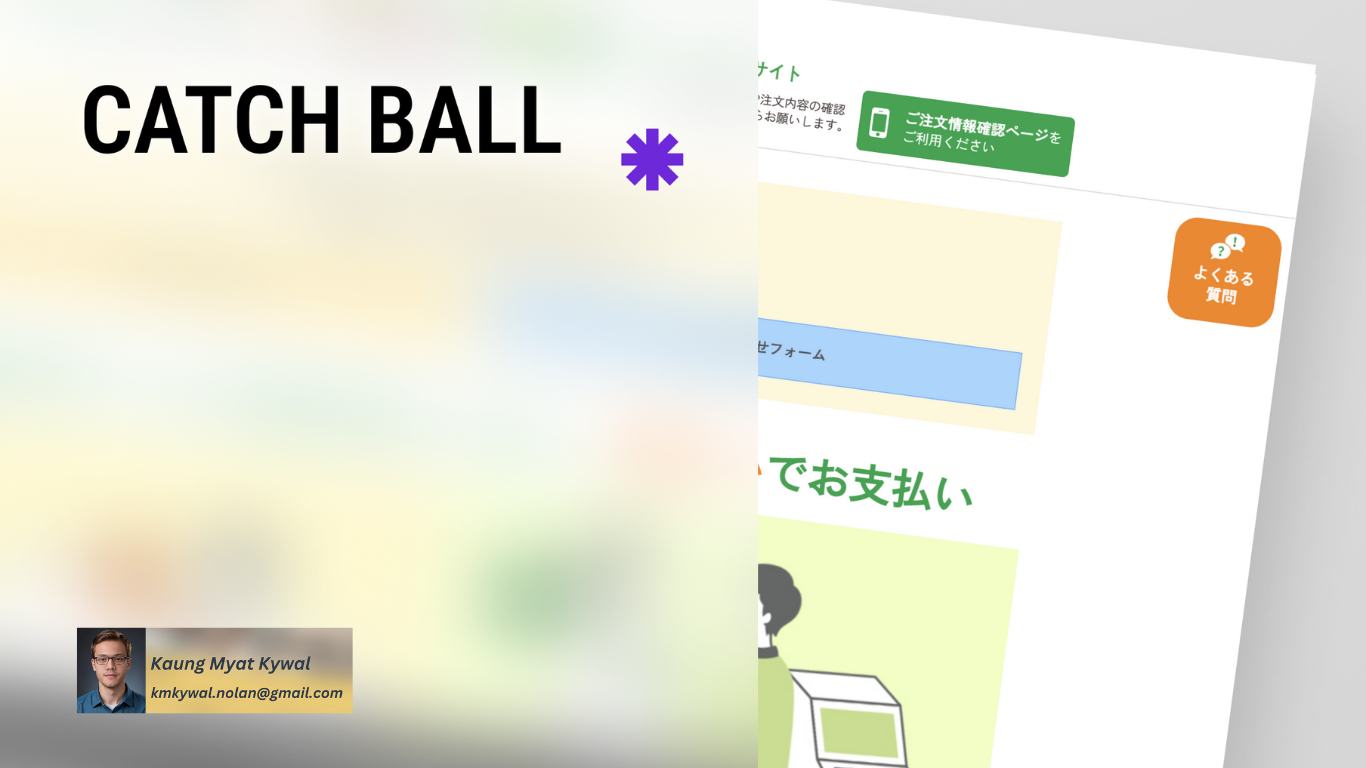 CATCH BALL
サイト
注文内容の確認
らお願いします。
ご注文情報確認ページを
ご利用ください
? !
よくある
質問
せフォーム
でお支払い
Kaung Myat Kywal
kmkywal.nolan@gmail.com